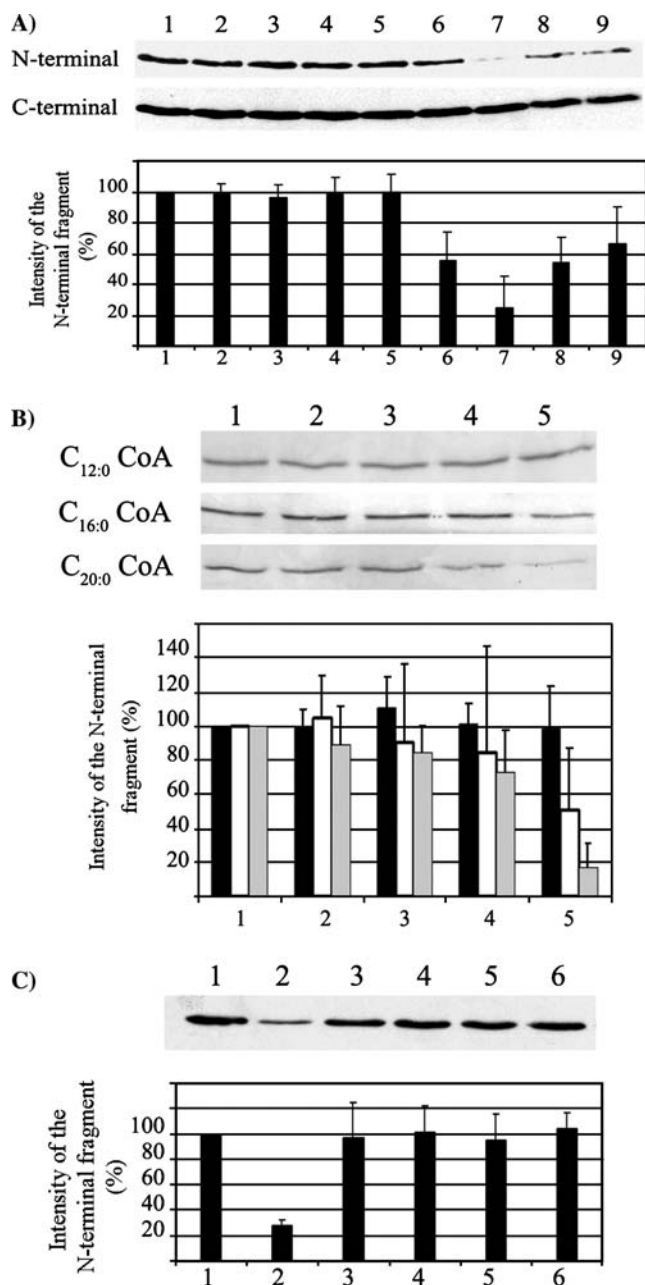 A) 1 2 3 4 5 6 7 8 9
N-terminal
C-terminal
Intensity of the
N-terminal fragment
(%)
100
80
60
40
20
1 2 3 4 5 6 7 8 9
B) 1 2 3 4 5
C12:0 CoA
C16:0 CoA
C20:0 CoA
Intensity of the N-terminal
fragment (%)
140
120
100
80
60
40
20
1 2 3 4 5
C) 1 2 3 4 5 6
Intensity of the
N-terminal fragment
(%)
100
80
60
40
20
1 2 3 4 5 6